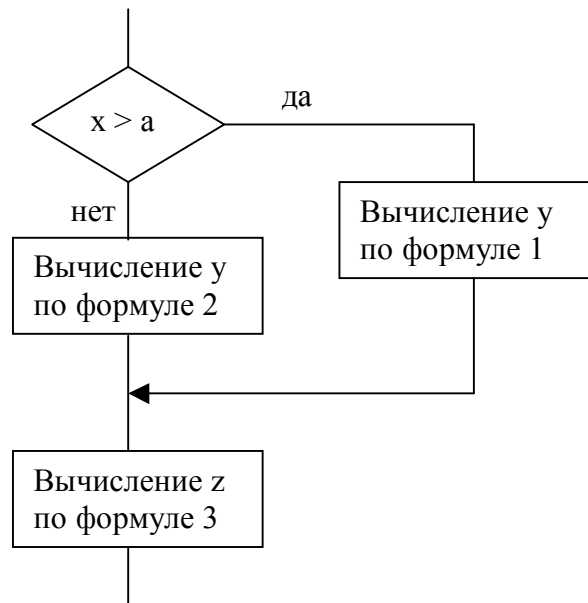 x > a
да
нет
Вычисление y
по формуле 1
Вычисление y
по формуле 2
Вычисление z
по формуле 3